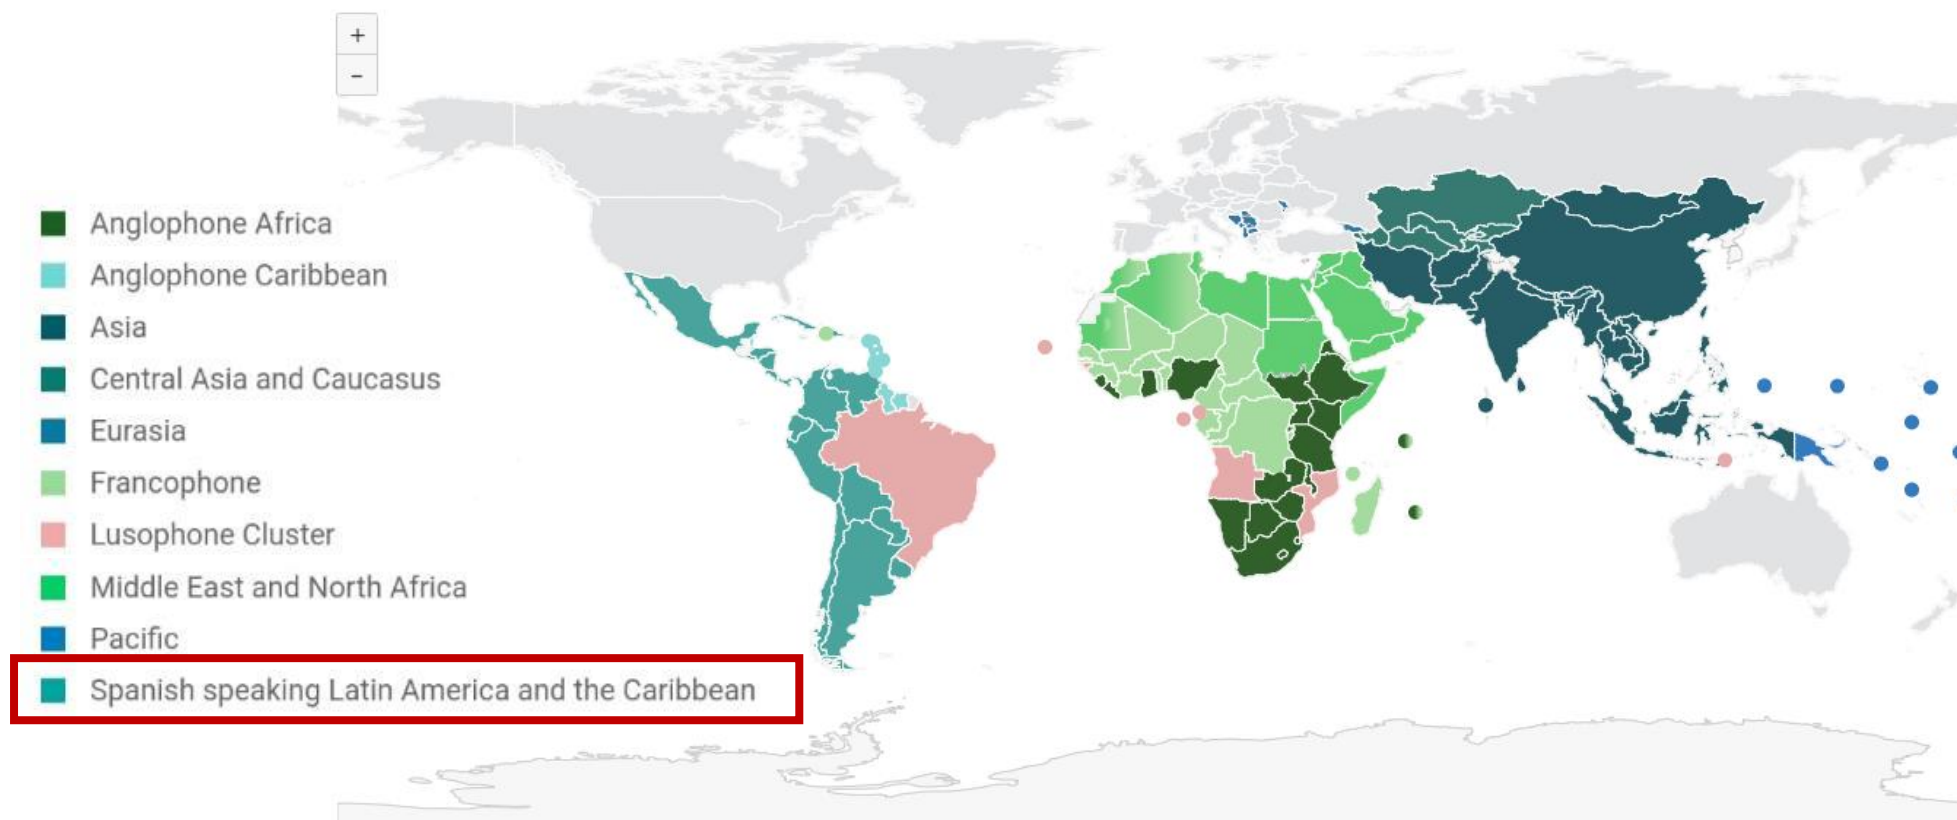 +
-
Anglophone Africa
Anglophone Caribbean
Asia
Central Asia and Caucasus
Eurasia
Francophone
Lusophone Cluster
Middle East and North Africa
Pacific
Spanish speaking Latin America and the Caribbean